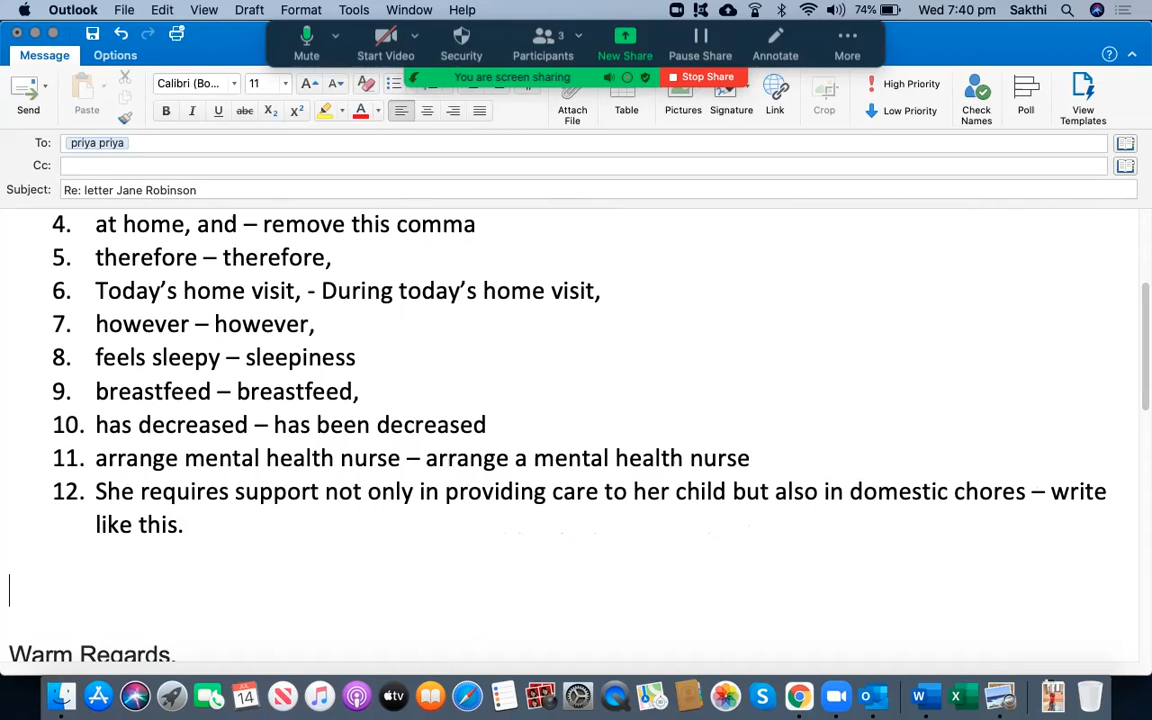 Outlook File Edit View Draft Format Tools Window Help 74% Wed 7:40 pm Sakthi
Mute Start Video Security Participants 3 New Share Pause Share Annotate More
Message Options
You are screen sharing Stop Share
Send Paste Calibri (Bo... 11 Attach File Table Pictures Signature Link Crop High Priority Low Priority Check Names Poll View Templates
B I U abc X₂ X² A
To: priya priya
Cc:
Subject: Re: letter Jane Robinson
4. at home, and – remove this comma
5. therefore – therefore,
6. Today's home visit, - During today's home visit,
7. however – however,
8. feels sleepy – sleepiness
9. breastfeed – breastfeed,
10. has decreased – has been decreased
11. arrange mental health nurse – arrange a mental health nurse
12. She requires support not only in providing care to her child but also in domestic chores – write
like this.
Warm Regards,